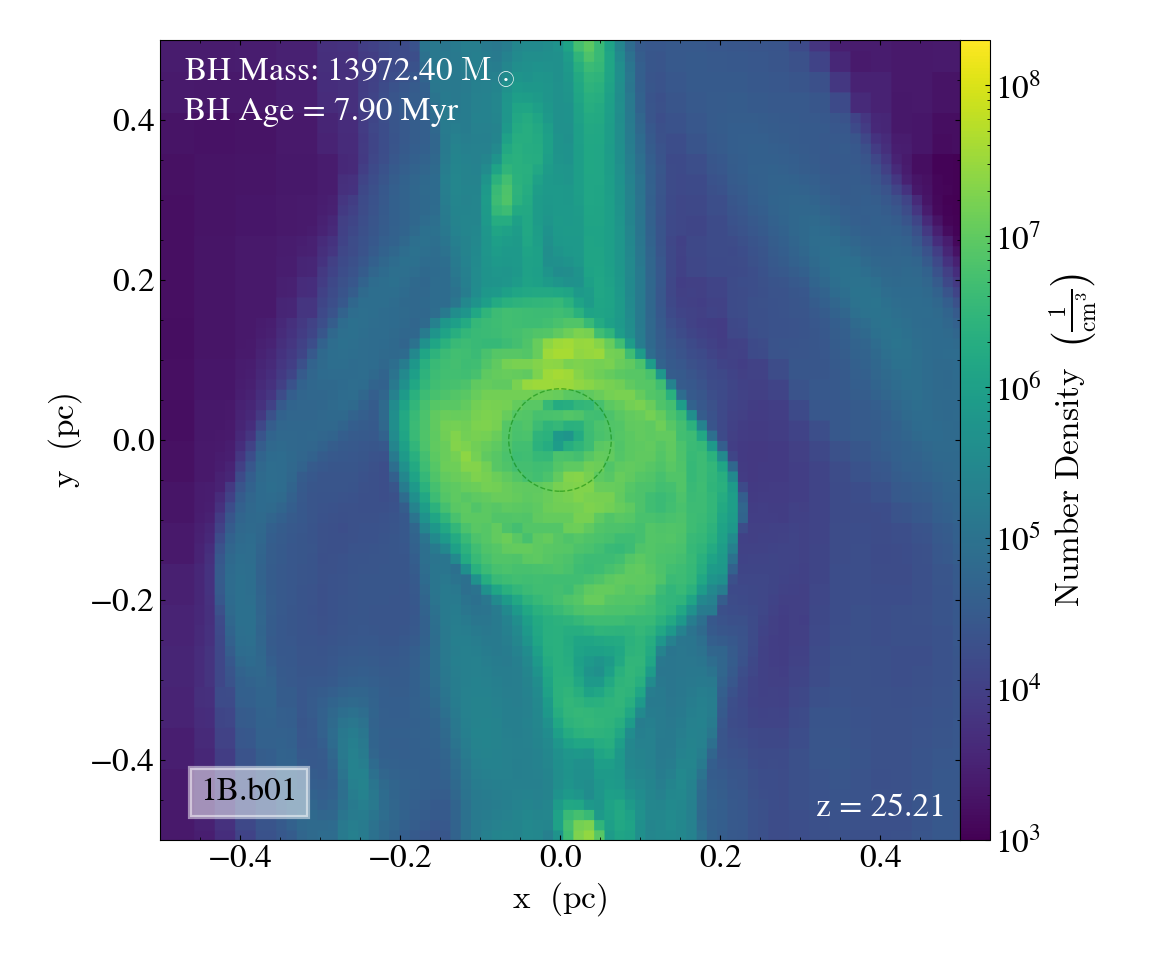 BH Mass: 13972.40 M⊙
BH Age = 7.90 Myr
0.4
0.2
0.0
−0.2
−0.4
y (pc)
1B.b01
z = 25.21
−0.4 −0.2 0.0 0.2 0.4
x (pc)
10⁸
10⁷
10⁶
10⁵
10⁴
10³
Number Density (1/cm³)